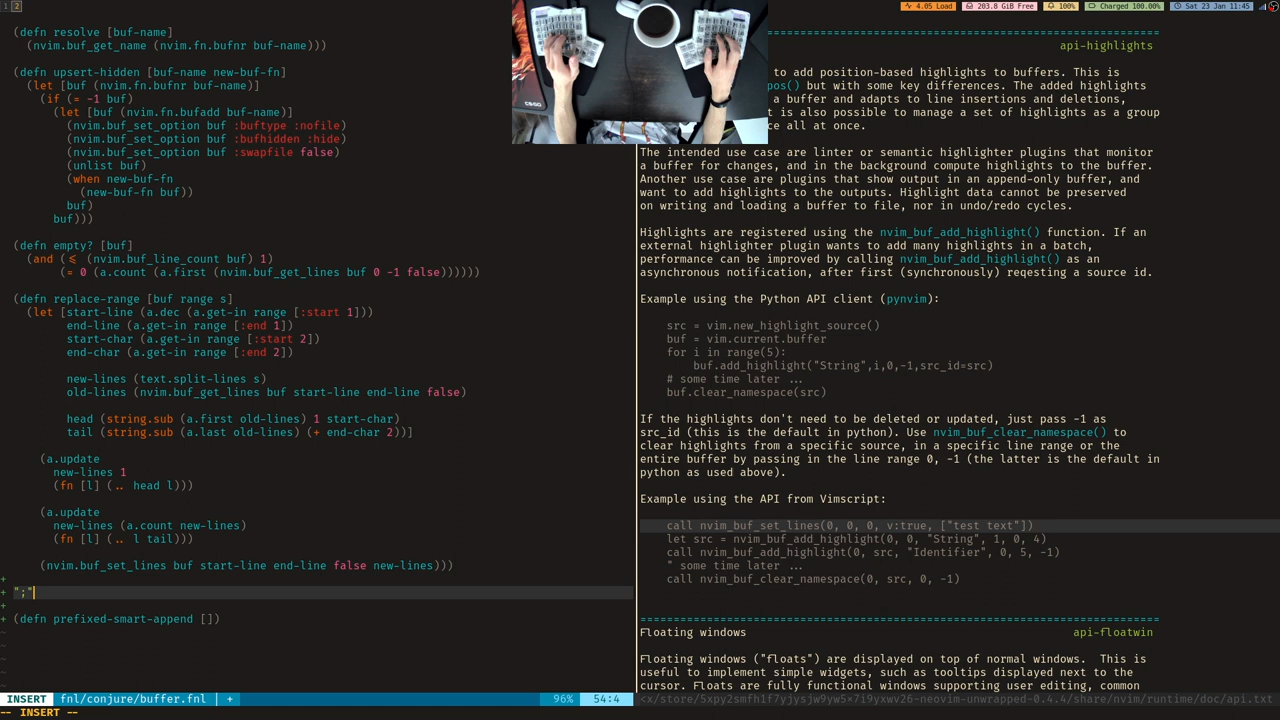 1 2
4.05 Load 203.8 GiB Free 100% Charged 100.00% Sat 23 Jan 11:45
(defn resolve [buf-name]
(nvim.buf_get_name (nvim.fn.bufnr buf-name)))
(defn upsert-hidden [buf-name new-buf-fn]
(let [buf (nvim.fn.bufnr buf-name)]
(if (= -1 buf)
(let [buf (nvim.fn.bufadd buf-name)]
(nvim.buf_set_option buf :buftype :nofile)
(nvim.buf_set_option buf :bufhidden :hide)
(nvim.buf_set_option buf :swapfile false)
(unlist buf)
(when new-buf-fn
(new-buf-fn buf))
buf)
buf)))
(defn empty? [buf]
(and (<= (nvim.buf_line_count buf) 1)
(= 0 (a.count (a.first (nvim.buf_get_lines buf 0 -1 false))))))
(defn replace-range [buf range s]
(let [start-line (a.dec (a.get-in range [:start 1]))
end-line (a.get-in range [:end 1])
start-char (a.get-in range [:start 2])
end-char (a.get-in range [:end 2])
new-lines (text.split-lines s)
old-lines (nvim.buf_get_lines buf start-line end-line false)
head (string.sub (a.first old-lines) 1 start-char)
tail (string.sub (a.last old-lines) (+ end-char 2))]
(a.update
new-lines 1
(fn [l] (.. head l)))
(a.update
new-lines (a.count new-lines)
(fn [l] (.. l tail)))
(nvim.buf_set_lines buf start-line end-line false new-lines)))
+
+ ";"
+
+ (defn prefixed-smart-append [])
~
~
~
~
~
INSERT fnl/conjure/buffer.fnl | + 96% 54:4
-- INSERT --
CS:GO
================================
api-highlights
to add position-based highlights to buffers. This is
pos() but with some key differences. The added highlights
a buffer and adapts to line insertions and deletions,
t is also possible to manage a set of highlights as a group
ce all at once.
The intended use case are linter or semantic highlighter plugins that monitor
a buffer for changes, and in the background compute highlights to the buffer.
Another use case are plugins that show output in an append-only buffer, and
want to add highlights to the outputs. Highlight data cannot be preserved
on writing and loading a buffer to file, nor in undo/redo cycles.
Highlights are registered using the nvim_buf_add_highlight() function. If an
external highlighter plugin wants to add many highlights in a batch,
performance can be improved by calling nvim_buf_add_highlight() as an
asynchronous notification, after first (synchronously) reqesting a source id.
Example using the Python API client (pynvim):
src = vim.new_highlight_source()
buf = vim.current.buffer
for i in range(5):
buf.add_highlight("String",i,0,-1,src_id=src)
# some time later ...
buf.clear_namespace(src)
If the highlights don't need to be deleted or updated, just pass -1 as
src_id (this is the default in python). Use nvim_buf_clear_namespace() to
clear highlights from a specific source, in a specific line range or the
entire buffer by passing in the line range 0, -1 (the latter is the default in
python as used above).
Example using the API from Vimscript:
call nvim_buf_set_lines(0, 0, 0, v:true, ["test text"])
let src = nvim_buf_add_highlight(0, 0, "String", 1, 0, 4)
call nvim_buf_add_highlight(0, src, "Identifier", 0, 5, -1)
" some time later ...
call nvim_buf_clear_namespace(0, src, 0, -1)
==============================================================================
Floating windows api-floatwin
Floating windows ("floats") are displayed on top of normal windows. This is
useful to implement simple widgets, such as tooltips displayed next to the
cursor. Floats are fully functional windows supporting user editing, common